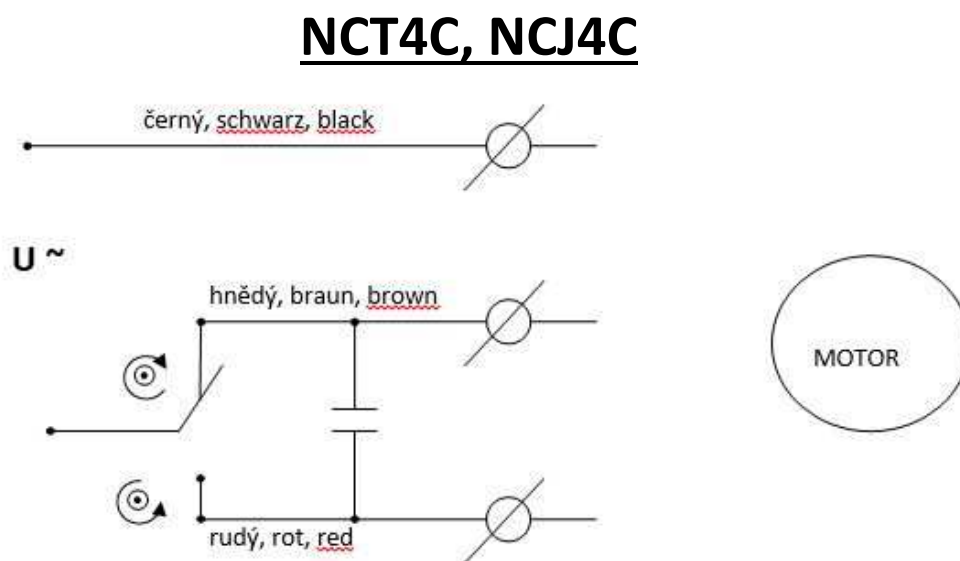 NCT4C, NCJ4C
černý, schwarz, black
U ~
hnědý, braun, brown
MOTOR
rudý, rot, red